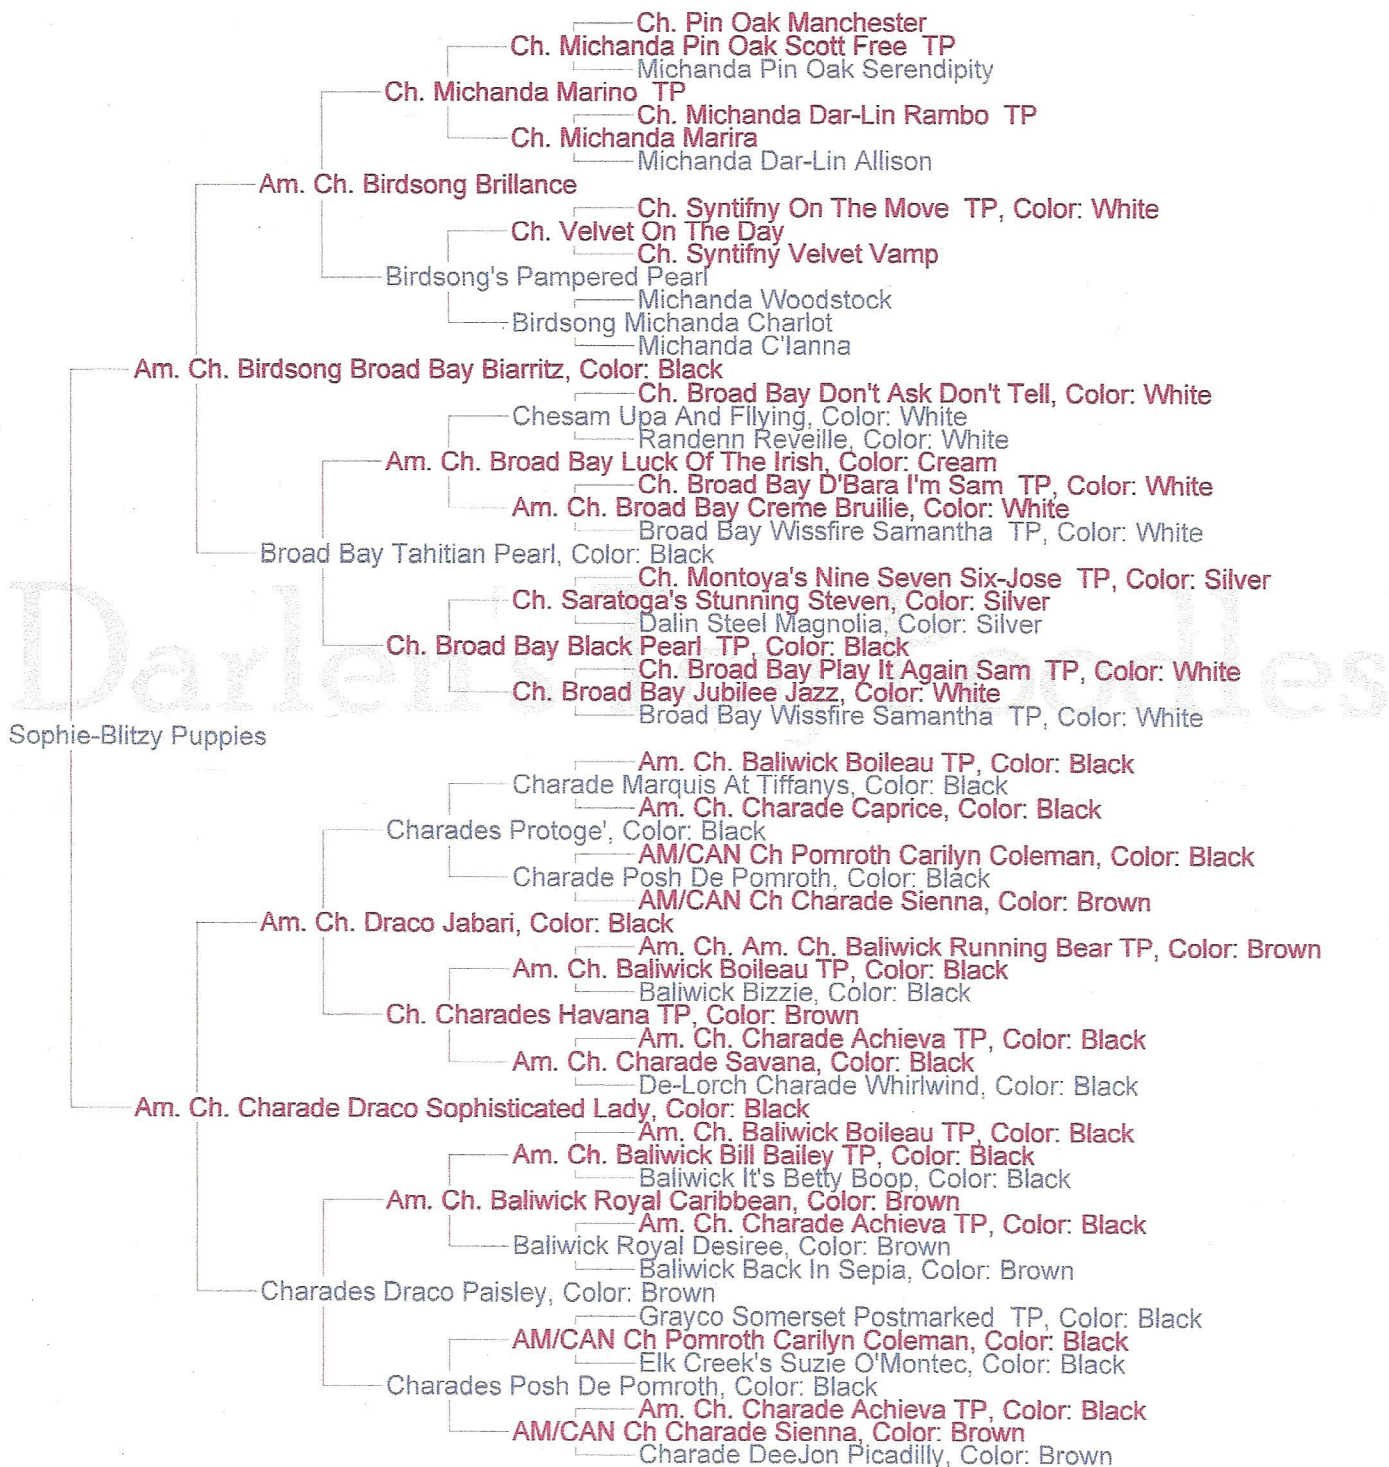 Ch. Pin Oak Manchester
Ch. Michanda Pin Oak Scott Free TP
Michanda Pin Oak Serendipity
Ch. Michanda Marino TP
Ch. Michanda Dar-Lin Rambo TP
Ch. Michanda Marira
Michanda Dar-Lin Allison
Am. Ch. Birdsong Brillance
Ch. Syntifny On The Move TP, Color: White
Ch. Velvet On The Day
Ch. Syntifny Velvet Vamp
Birdsong's Pampered Pearl
Michanda Woodstock
Birdsong Michanda Charlot
Michanda C'Ianna
Am. Ch. Birdsong Broad Bay Biarritz, Color: Black
Ch. Broad Bay Don't Ask Don't Tell, Color: White
Chesam Upa And Fllying, Color: White
Randenn Reveille, Color: White
Am. Ch. Broad Bay Luck Of The Irish, Color: Cream
Ch. Broad Bay D'Bara I'm Sam TP, Color: White
Am. Ch. Broad Bay Creme Bruilie, Color: White
Broad Bay Wissfire Samantha TP, Color: White
Broad Bay Tahitian Pearl, Color: Black
Ch. Montoya's Nine Seven Six-Jose TP, Color: Silver
Ch. Saratoga's Stunning Steven, Color: Silver
Dalin Steel Magnolia, Color: Silver
Ch. Broad Bay Black Pearl TP, Color: Black
Ch. Broad Bay Play It Again Sam TP, Color: White
Ch. Broad Bay Jubilee Jazz, Color: White
Broad Bay Wissfire Samantha TP, Color: White
Darlen's Toy Poodles
Sophie-Blitzy Puppies
Am. Ch. Baliwick Boileau TP, Color: Black
Charade Marquis At Tiffanys, Color: Black
Am. Ch. Charade Caprice, Color: Black
Charades Protoge', Color: Black
AM/CAN Ch Pomroth Carilyn Coleman, Color: Black
Charade Posh De Pomroth, Color: Black
AM/CAN Ch Charade Sienna, Color: Brown
Am. Ch. Draco Jabari, Color: Black
Am. Ch. Am. Ch. Baliwick Running Bear TP, Color: Brown
Am. Ch. Baliwick Boileau TP, Color: Black
Baliwick Bizzie, Color: Black
Ch. Charades Havana TP, Color: Brown
Am. Ch. Charade Achieva TP, Color: Black
Am. Ch. Charade Savana, Color: Black
De-Lorch Charade Whirlwind, Color: Black
Am. Ch. Charade Draco Sophisticated Lady, Color: Black
Am. Ch. Baliwick Boileau TP, Color: Black
Am. Ch. Baliwick Bill Bailey TP, Color: Black
Baliwick It's Betty Boop, Color: Black
Am. Ch. Baliwick Royal Caribbean, Color: Brown
Am. Ch. Charade Achieva TP, Color: Black
Baliwick Royal Desiree, Color: Brown
Baliwick Back In Sepia, Color: Brown
Charades Draco Paisley, Color: Brown
Grayco Somerset Postmarked TP, Color: Black
AM/CAN Ch Pomroth Carilyn Coleman, Color: Black
Elk Creek's Suzie O'Montec, Color: Black
Charades Posh De Pomroth, Color: Black
Am. Ch. Charade Achieva TP, Color: Black
AM/CAN Ch Charade Sienna, Color: Brown
Charade DeeJon Picadilly, Color: Brown